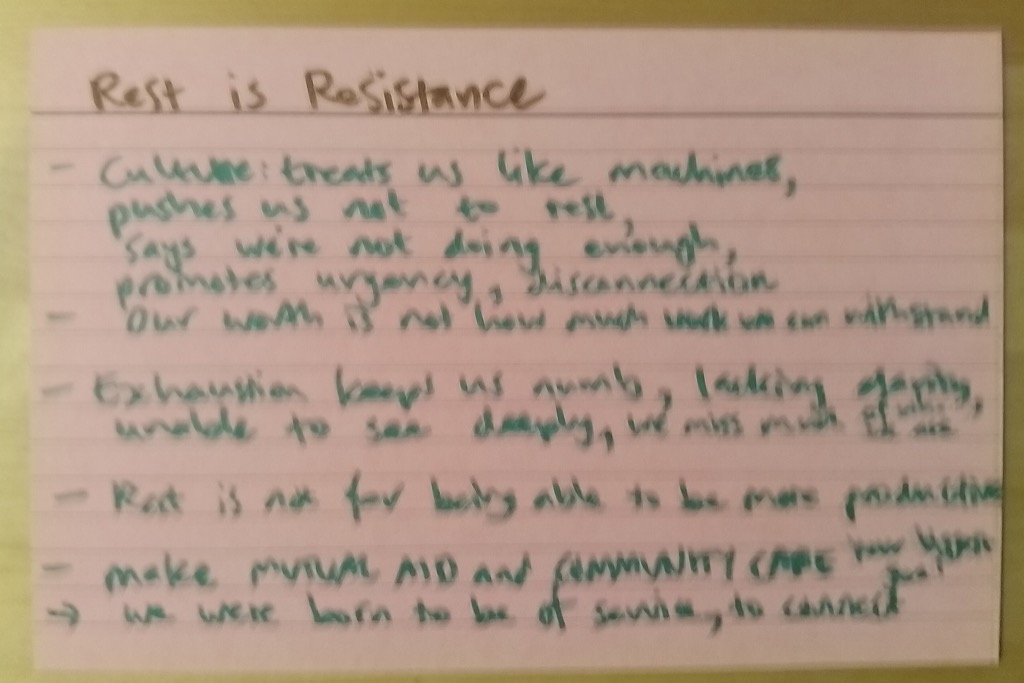 Rest is Resistance
- Culture: treats us like machines,
pushes us not to rest,
says we're not doing enough,
promotes urgency, disconnection
- Our worth is not how much work we can withstand
- Exhaustion keeps us numb, lacking
unable to see deeply, we miss much
- Rest is not for being able to be more productive
- make MUTUAL AID and COMMUNITY CARE your
→ we were born to be of service, to connect